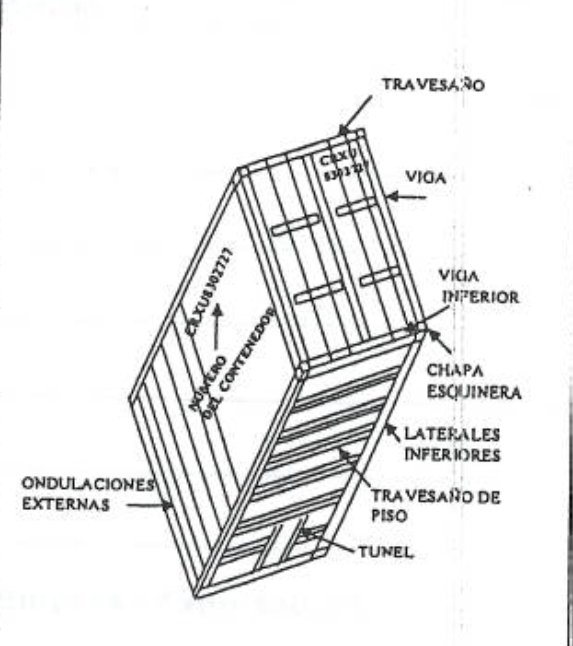 TRAVESAÑO
CRXU
8302727
VIGA
VIGA
INFERIOR
CRXU8302727
NÚMERO
DEL CONTENEDOR
CHAPA
ESQUINERA
LATERALES
INFERIORES
ONDULACIONES
EXTERNAS
TRAVESAÑO DE
PISO
TUNEL